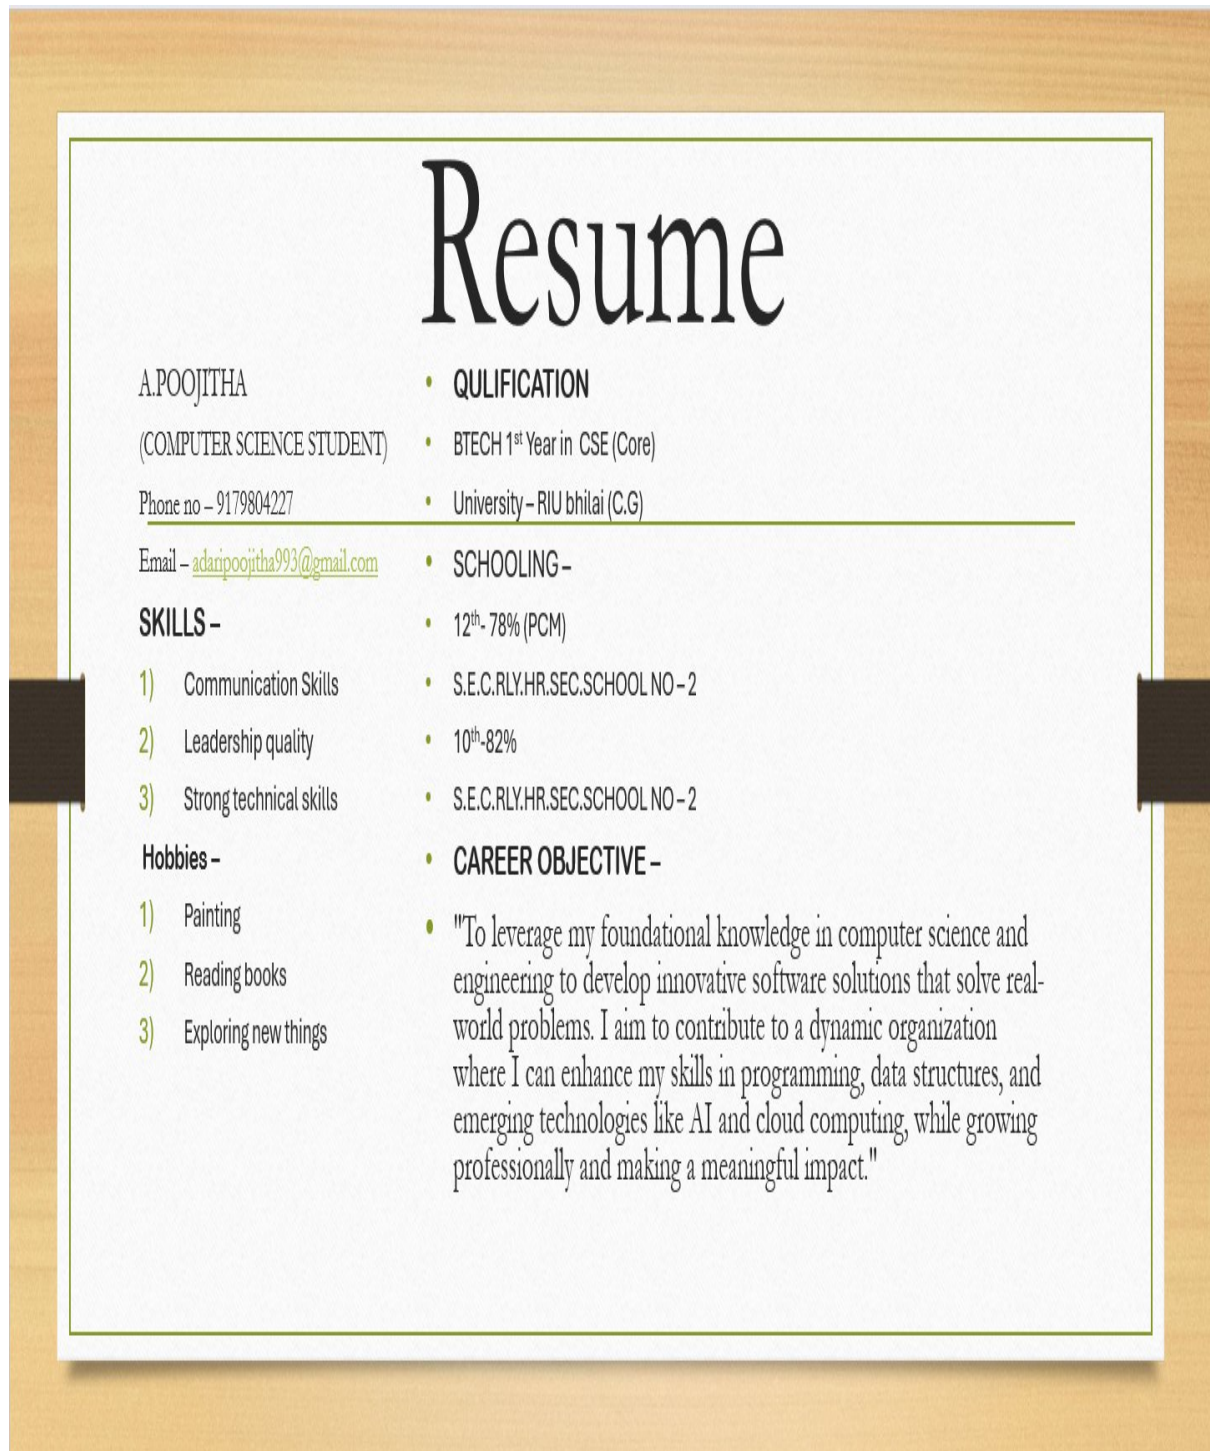 Resume
A.POOJITHA
(COMPUTER SCIENCE STUDENT)
Phone no – 9179804227
Email – adaripoojitha993@gmail.com
SKILLS –
1) Communication Skills
2) Leadership quality
3) Strong technical skills
Hobbies –
1) Painting
2) Reading books
3) Exploring new things
• QULIFICATION
• BTECH 1st Year in CSE (Core)
• University – RIU bhilai (C.G)
• SCHOOLING –
• 12th- 78% (PCM)
• S.E.C.RLY.HR.SEC.SCHOOL NO – 2
• 10th-82%
• S.E.C.RLY.HR.SEC.SCHOOL NO – 2
• CAREER OBJECTIVE –
• "To leverage my foundational knowledge in computer science and
engineering to develop innovative software solutions that solve real-
world problems. I aim to contribute to a dynamic organization
where I can enhance my skills in programming, data structures, and
emerging technologies like AI and cloud computing, while growing
professionally and making a meaningful impact."